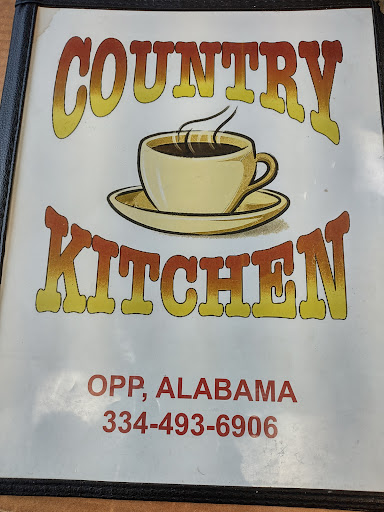 COUNTRY
KITCHEN
OPP, ALABAMA
334-493-6906